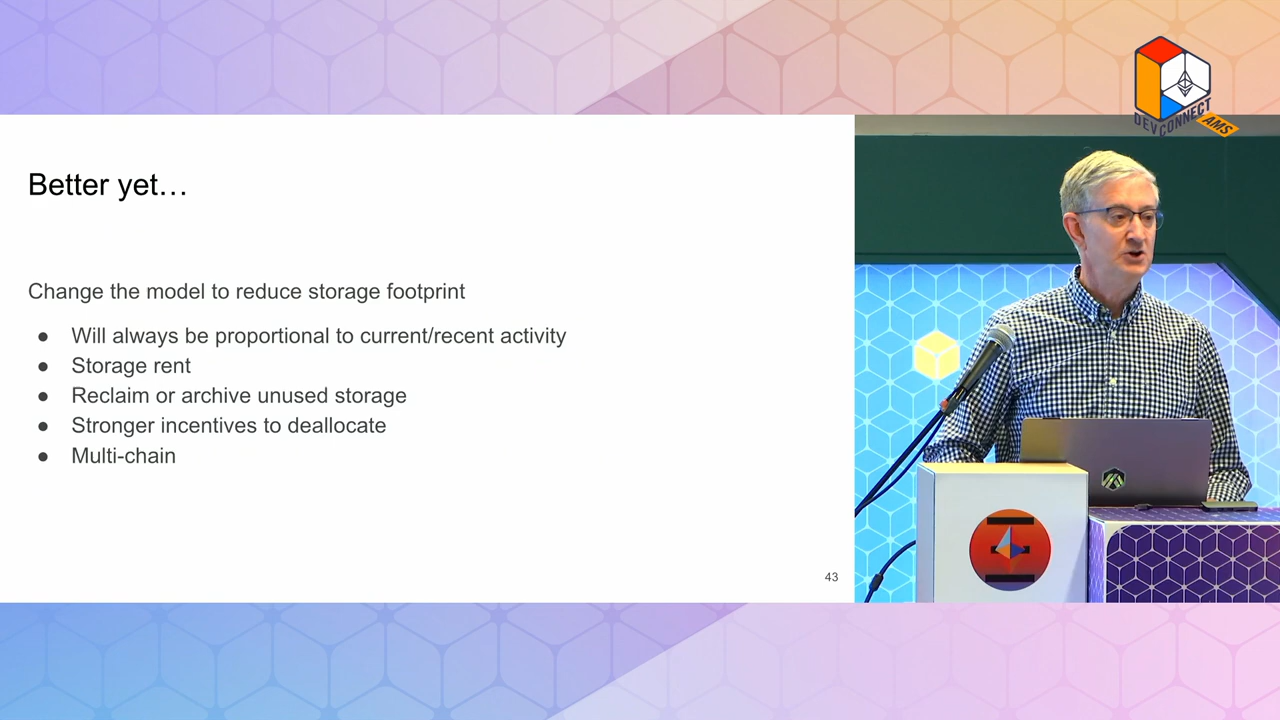 DEVCONNECT
AMS
Better yet…
Change the model to reduce storage footprint
● Will always be proportional to current/recent activity
● Storage rent
● Reclaim or archive unused storage
● Stronger incentives to deallocate
● Multi-chain
43